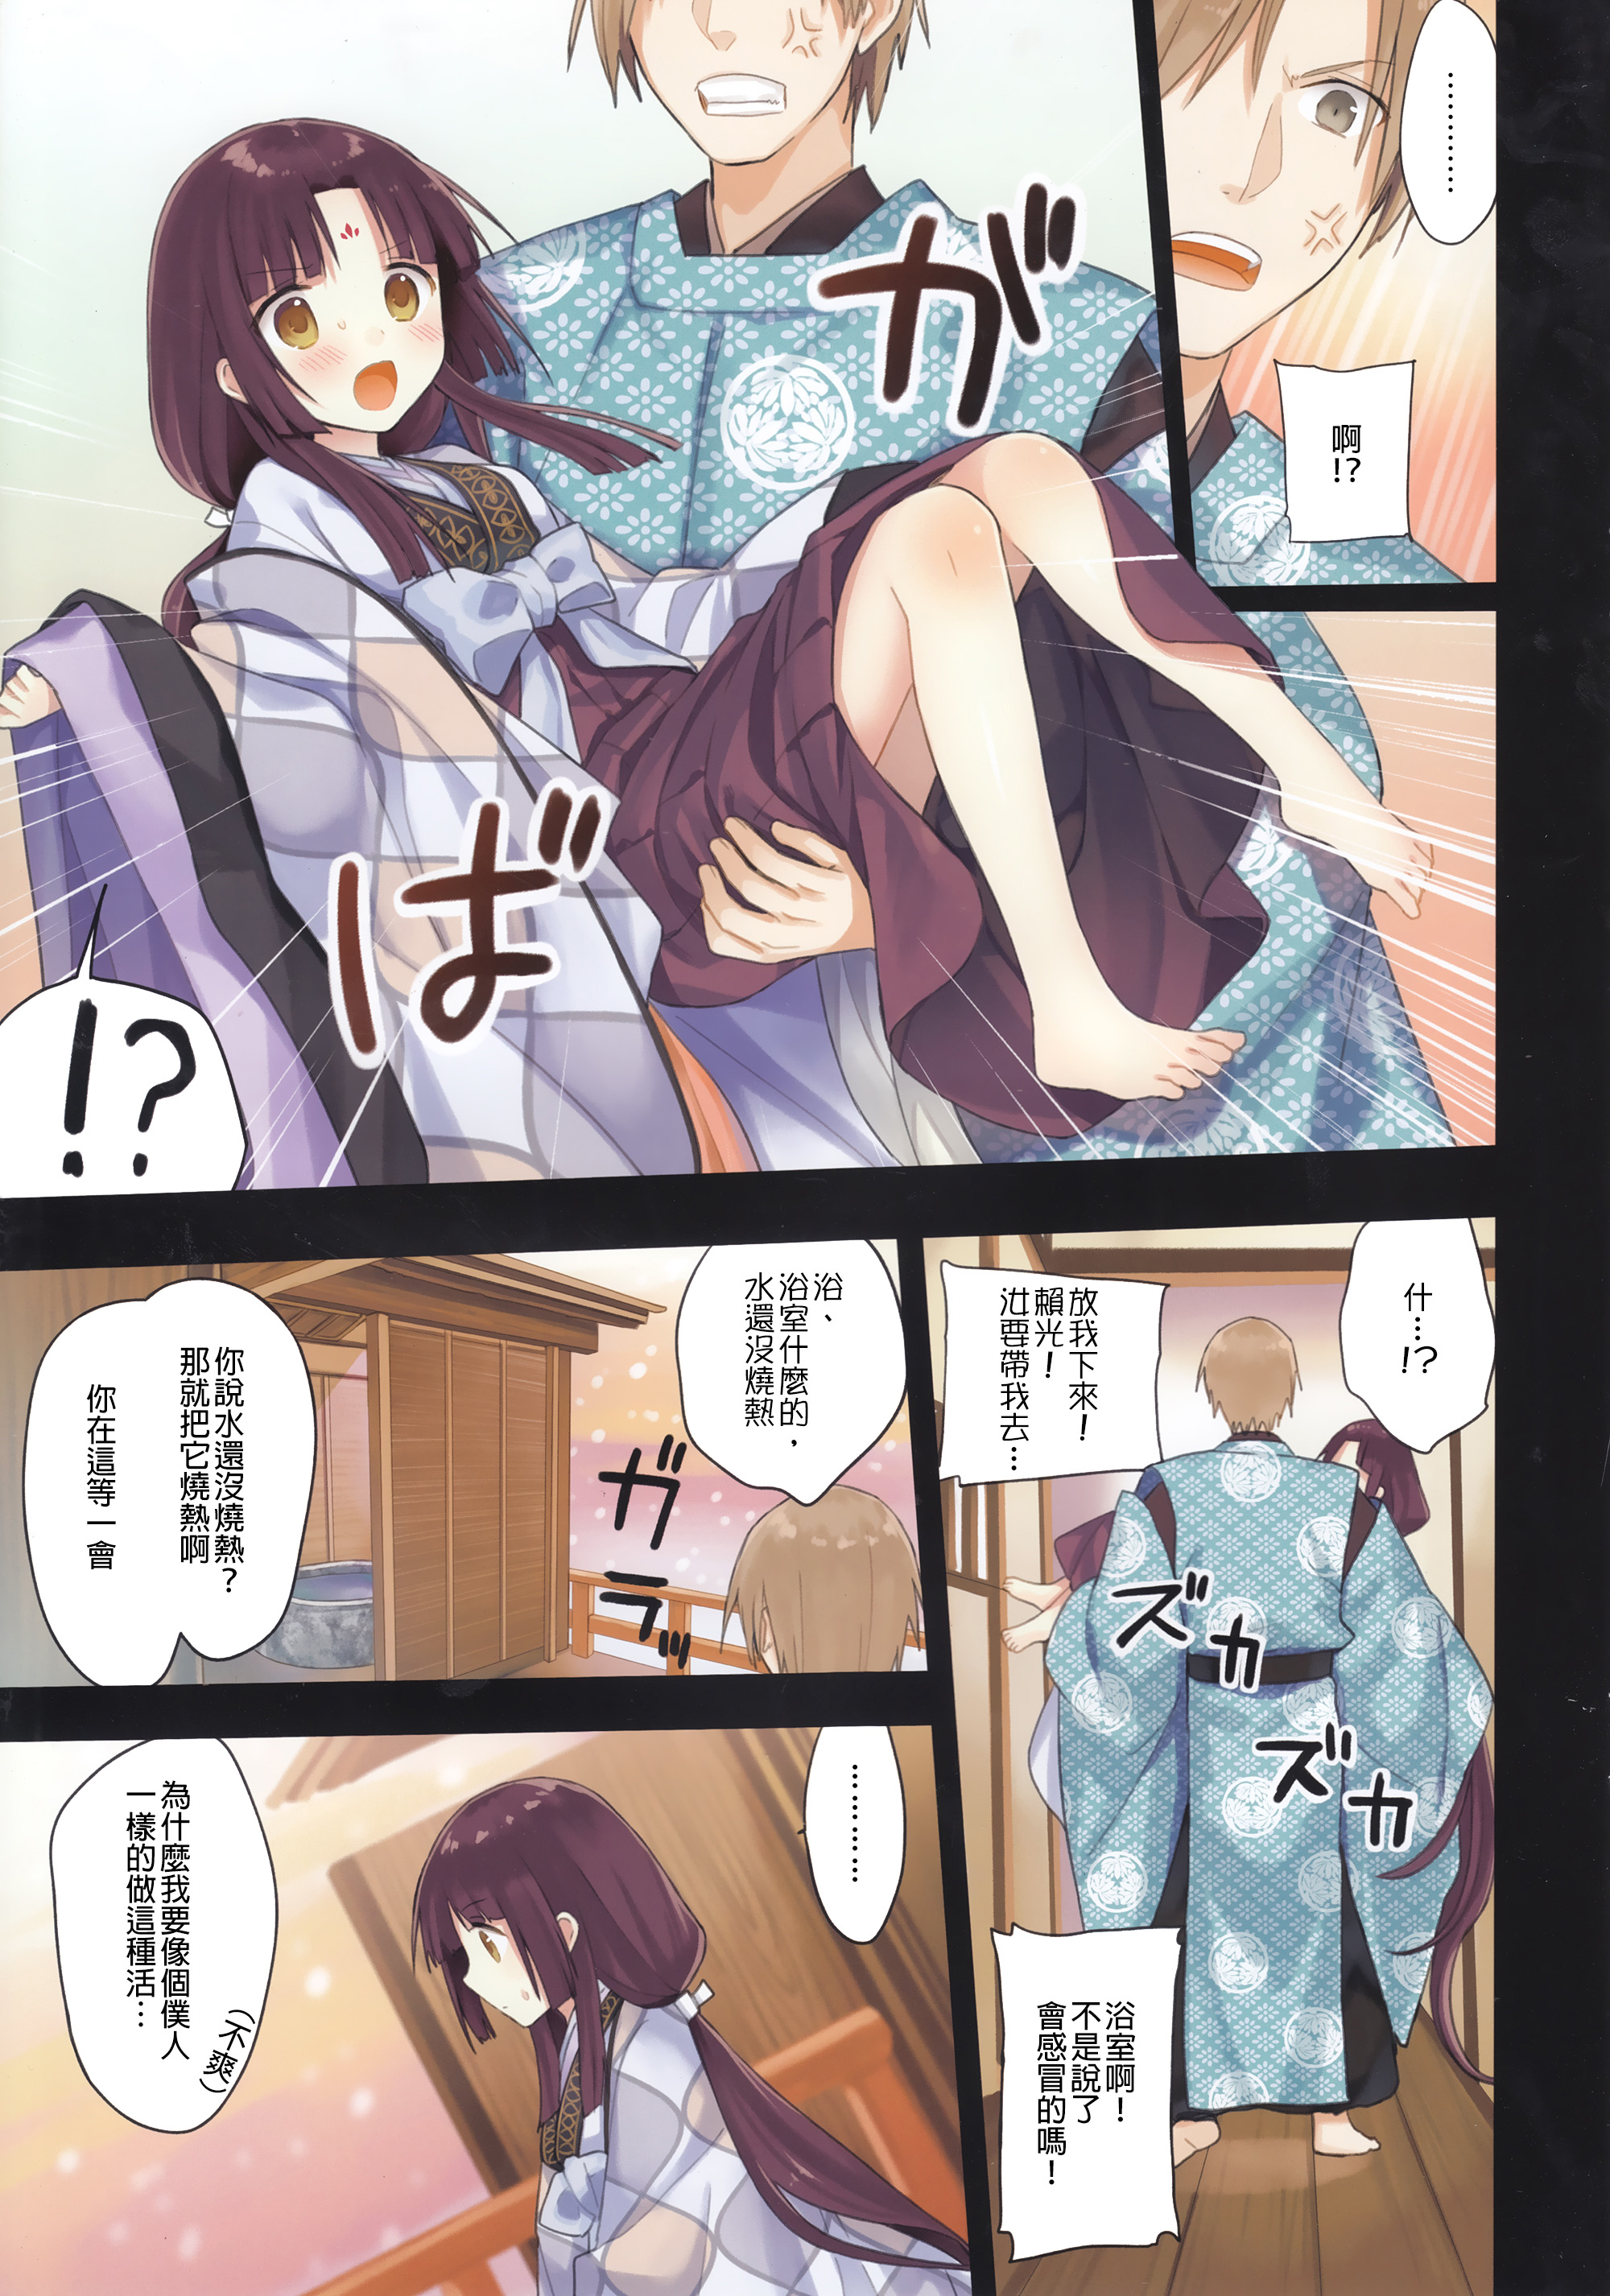 …………
啊
!?
がばっ
!?
什…
!?
放我下來！
賴光！
汝要帶我去…
ズカ
ズカ
浴室啊！
不是說了
會感冒的嗎！
浴、
浴室什麼的，
水還沒燒熱
ガラッ
你說水還沒燒熱？
那就把它燒熱啊
你在這等一會
…………
為什麼我要像個僕人
一樣的做這種活…
（不爽）